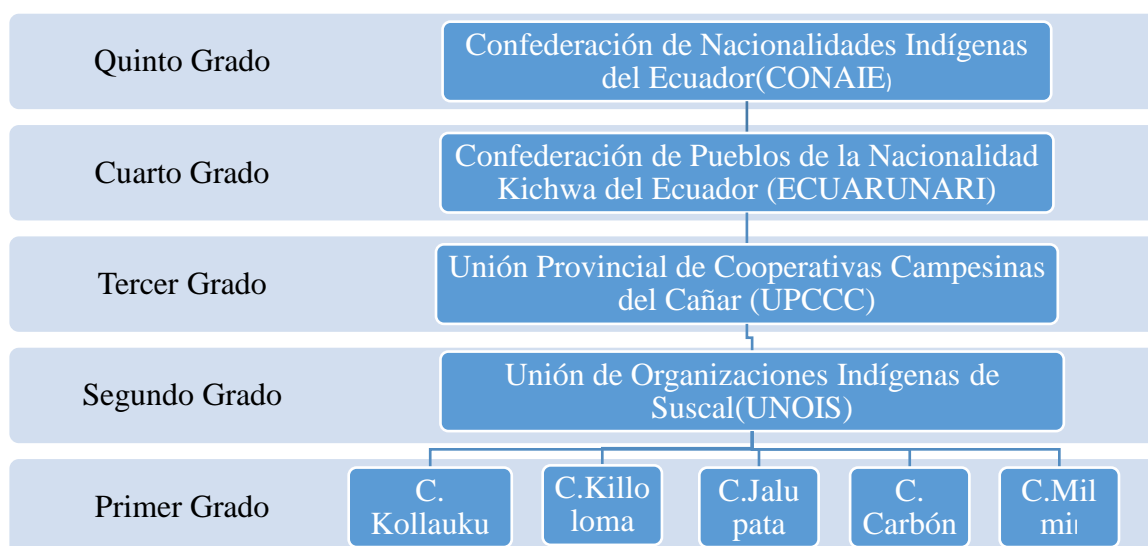 Quinto Grado
Confederación de Nacionalidades Indígenas
del Ecuador(CONAIE)
Cuarto Grado
Confederación de Pueblos de la Nacionalidad
Kichwa del Ecuador (ECUARUNARI)
Tercer Grado
Unión Provincial de Cooperativas Campesinas
del Cañar (UPCCC)
Segundo Grado
Unión de Organizaciones Indígenas de
Suscal(UNOIS)
Primer Grado
C.
Kollauku
C.Killo
loma
C.Jalu
pata
C.
Carbón
C.Mil